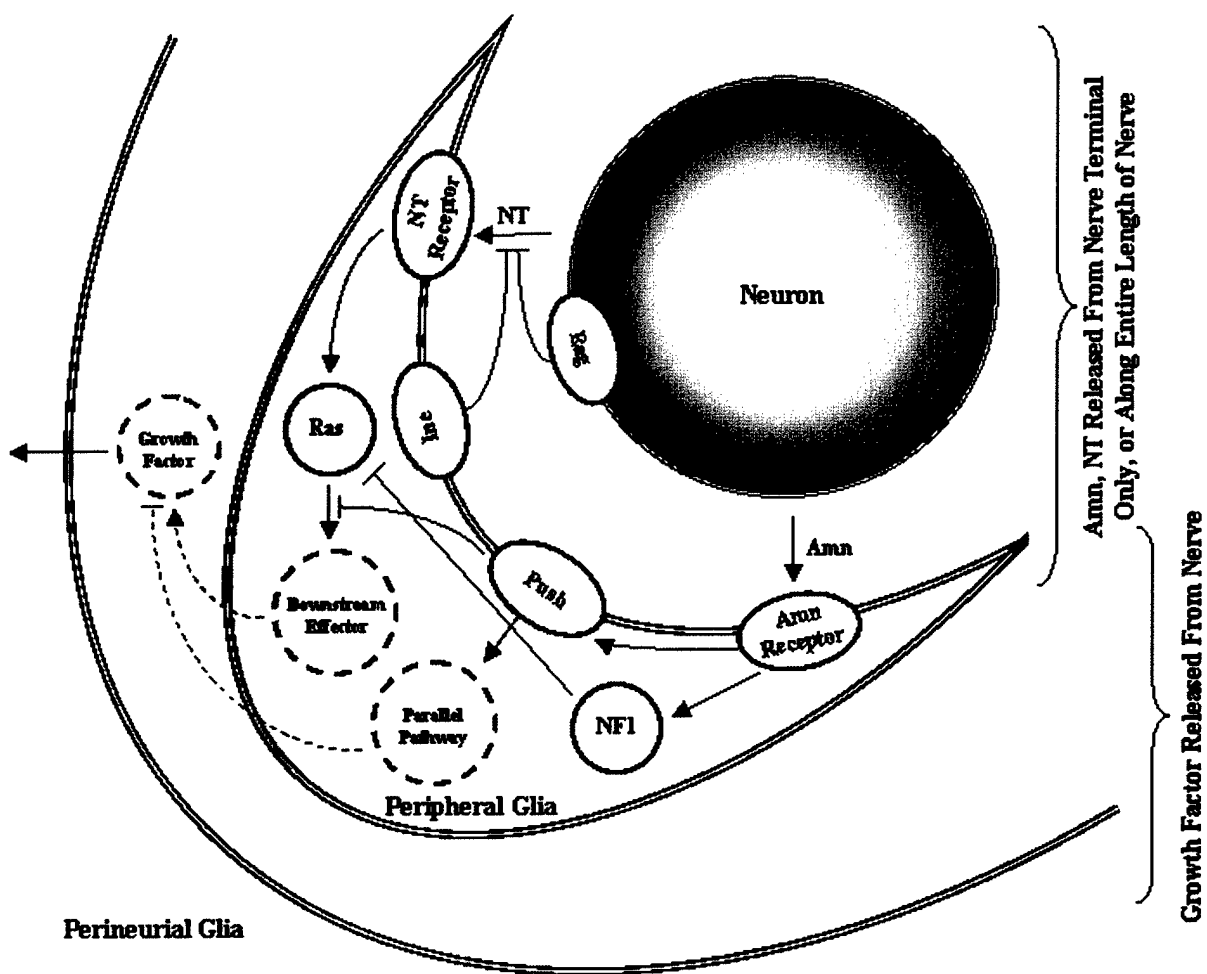 NT
Receptor
NT
Neuron
Eag
Ine
Ras
Growth
Factor
Amn
Push
Downstream
Effector
Amn
Receptor
Parallel
Pathway
NF1
Peripheral Glia
Perineurial Glia
Amn, NT Released From Nerve Terminal
Only, or Along Entire Length of Nerve
Growth Factor Released From Nerve